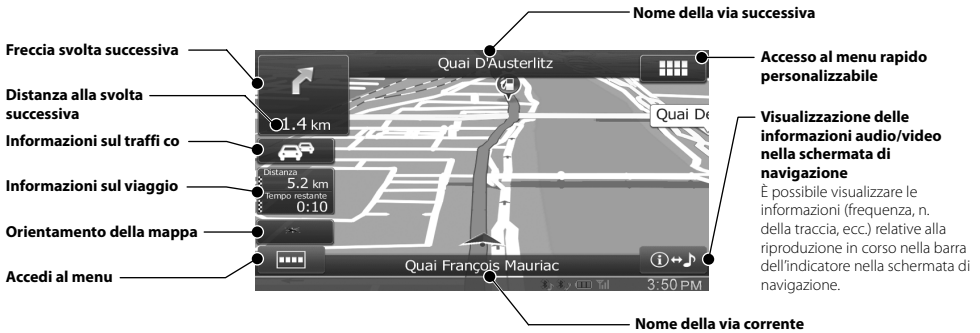 Nome della via successiva
Freccia svolta successiva
Distanza alla svolta
successiva
Informazioni sul traffi co
Informazioni sul viaggio
Orientamento della mappa
Accedi al menu
Quai D'Austerlitz
1.4 km
Quai De
Distanza
5.2 km
Tempo restante
0:10
Quai François Mauriac
3:50 PM
Accesso al menu rapido
personalizzabile
Visualizzazione delle
informazioni audio/video
nella schermata di
navigazione
È possibile visualizzare le
informazioni (frequenza, n.
della traccia, ecc.) relative alla
riproduzione in corso nella barra
dell'indicatore nella schermata di
navigazione.
Nome della via corrente